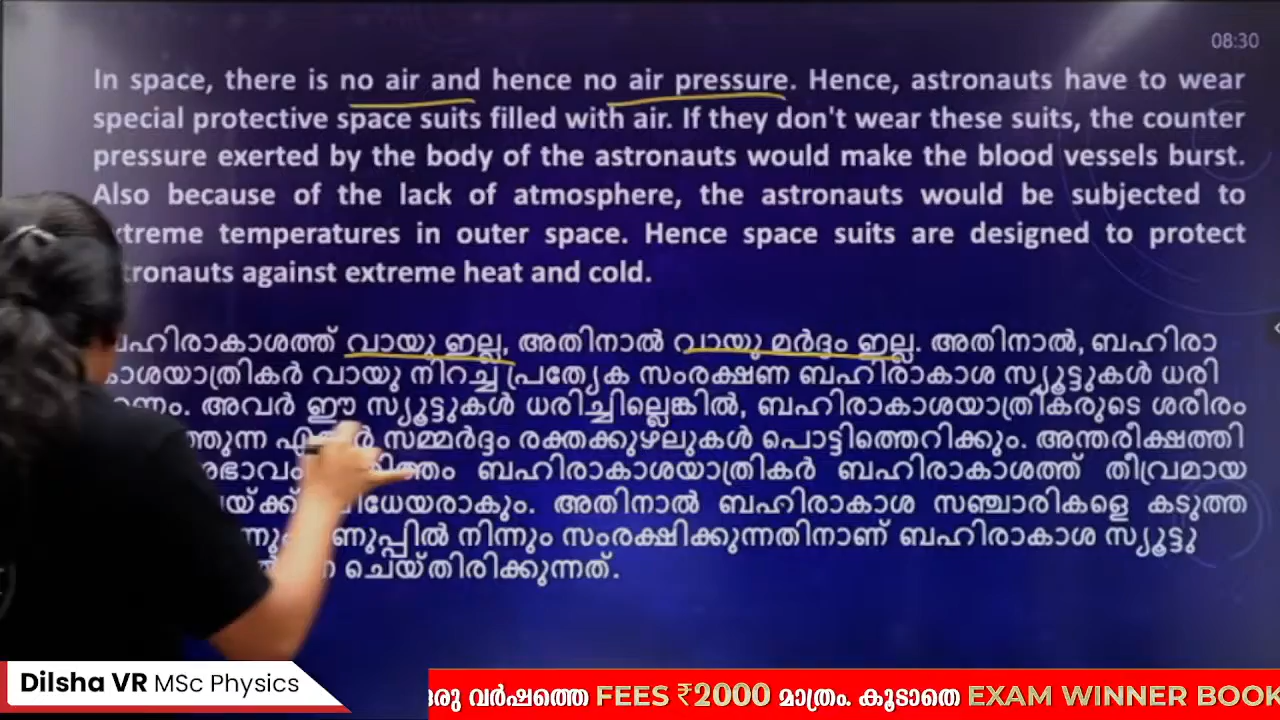 08:30
In space, there is no air and hence no air pressure. Hence, astronauts have to wear
special protective space suits filled with air. If they don't wear these suits, the counter
pressure exerted by the body of the astronauts would make the blood vessels burst.
Also because of the lack of atmosphere, the astronauts would be subjected to
temperatures in outer space. Hence space suits are designed to protect
against extreme heat and cold.
വായു ഇല്ല, അതിനാൽ വായു മർദ്ദം ഇല്ല. അതിനാൽ, ബഹിരാ
വായു നിറച്ച പ്രത്യേക സംരക്ഷണ ബഹിരാകാശ സ്യൂട്ടുകൾ ധരി
അവർ ഈ സ്യൂട്ടുകൾ ധരിച്ചില്ലെങ്കിൽ, ബഹിരാകാശയാത്രികരുടെ ശരീരം
സമ്മർദ്ദം രക്തക്കുഴലുകൾ പൊട്ടിത്തെറിക്കും. അന്തരീക്ഷത്തി
ബഹിരാകാശയാത്രികർ ബഹിരാകാശത്ത് തീവ്രമായ
അതിനാൽ ബഹിരാകാശ സഞ്ചാരികളെ കടുത്ത
നിന്നും സംരക്ഷിക്കുന്നതിനാണ് ബഹിരാകാശ സ്യൂട്ടു
ചെയ്തിരിക്കുന്നത്.
Dilsha VR MSc Physics
വർഷത്തെ FEES ₹2000 മാത്രം. കൂടാതെ EXAM WINNER BOOK